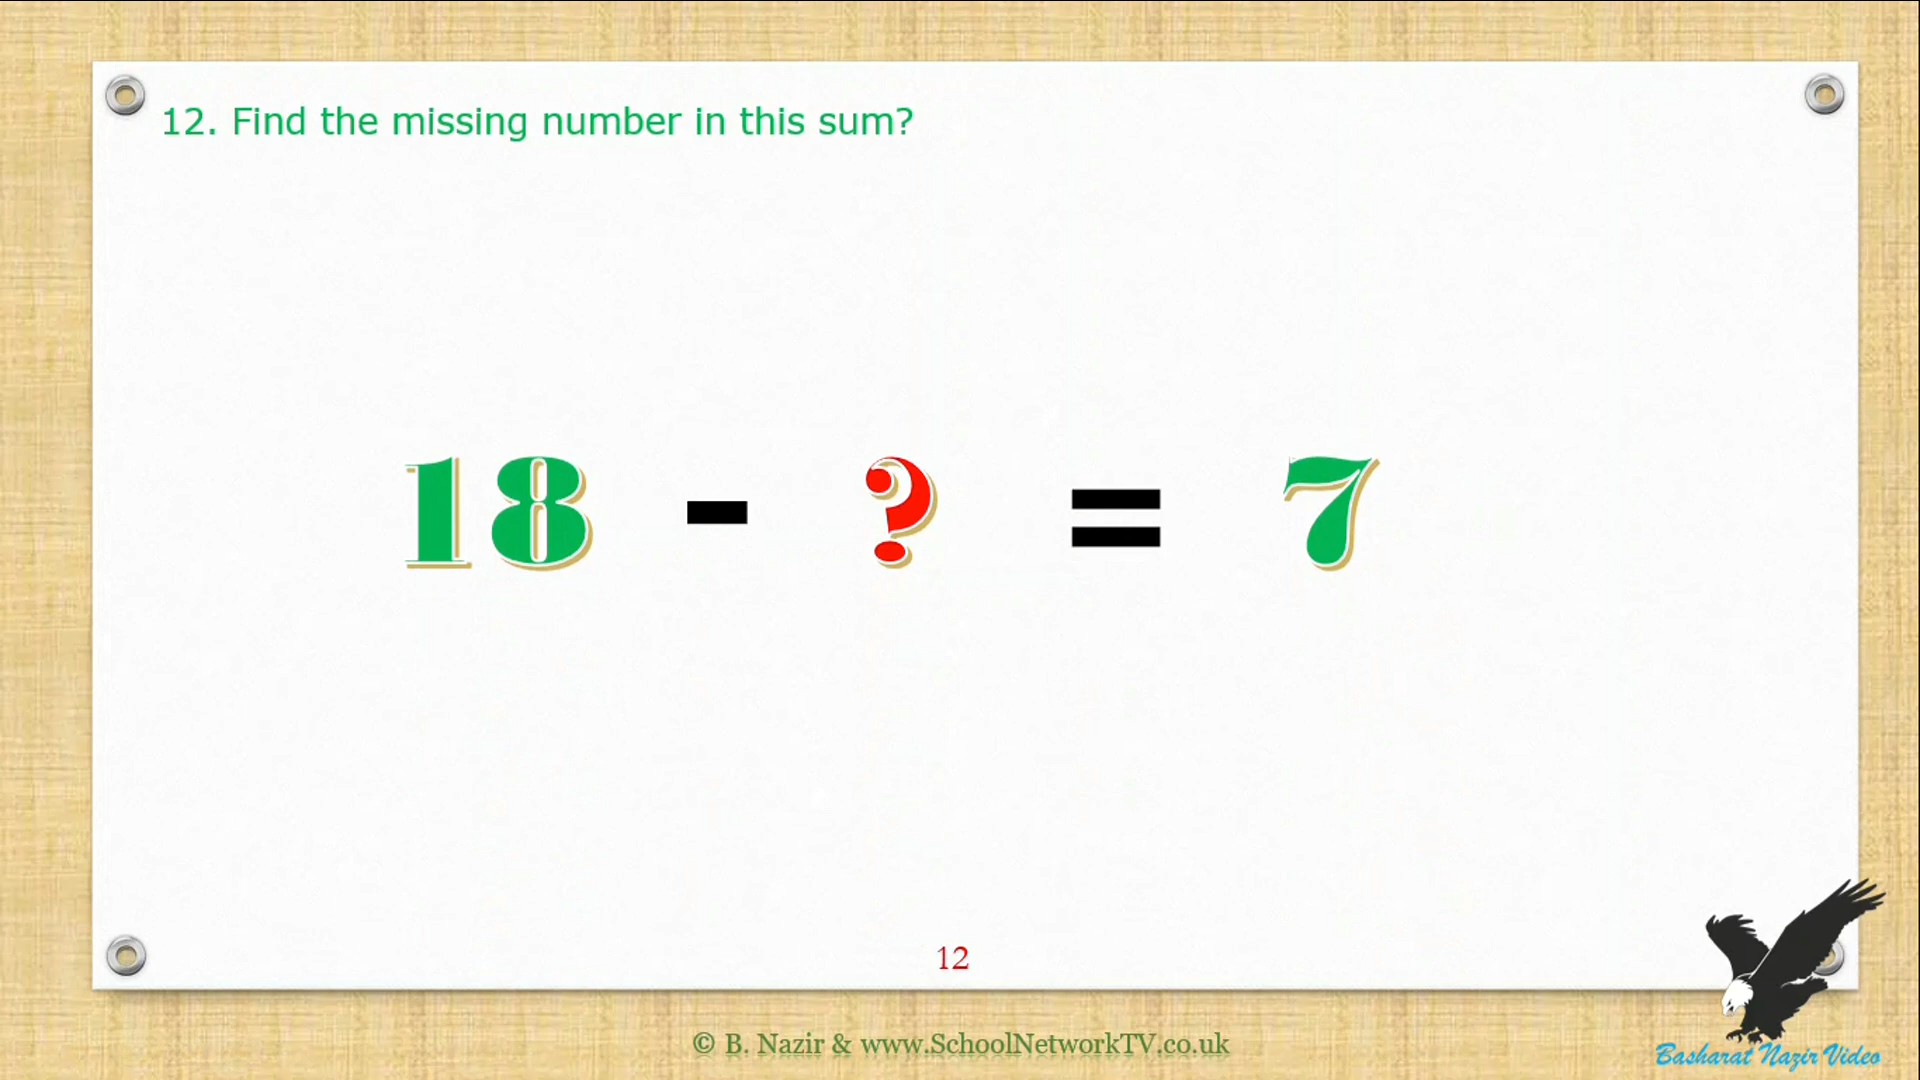 12. Find the missing number in this sum?
18 - ? = 7
12
© B. Nazir & www.SchoolNetworkTV.co.uk
Basharat Nazir Video